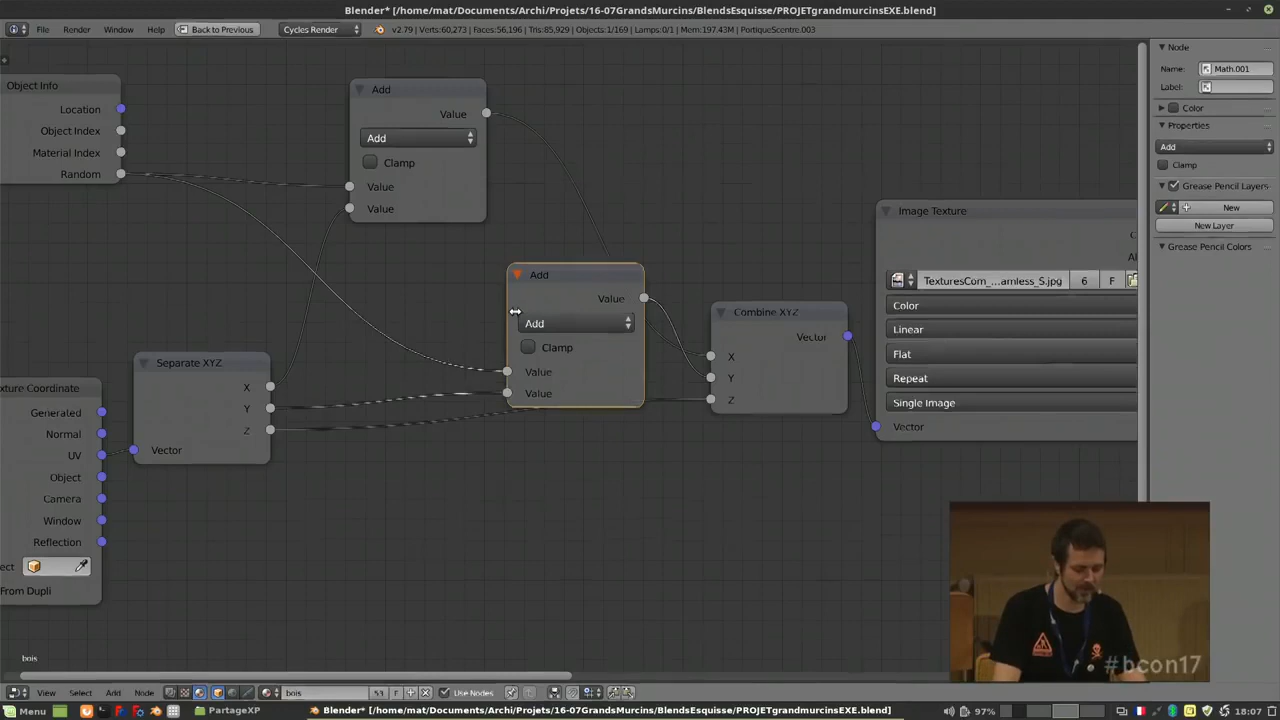 Blender* [/home/mat/Documents/Archi/Projets/16-07GrandsMurcins/BlendsEsquisse/PROJETgrandmurcinsEXE.blend]
File Render Window Help Back to Previous Cycles Render v2.79 | Verts:60,273 | Faces:56,196 | Tris:85,929 | Objects:1/169 | Lamps:0/1 | Mem:197.43M | PortiqueScentre.003
Object Info
Location
Object Index
Material Index
Random
Add
Value
Add
Clamp
Value
Value
Add
Value
Add
Clamp
Value
Value
Separate XYZ
X
Y
Z
Vector
exture Coordinate
Generated
Normal
UV
Object
Camera
Window
Reflection
ect
From Dupli
Combine XYZ
Vector
X
Y
Z
Image Texture
C
Al
TexturesCom_...amless_S.jpg 6 F
Color
Linear
Flat
Repeat
Single Image
Vector
Node
Name: Math.001
Label:
Color
Properties
Add
Clamp
Grease Pencil Layers
New
New Layer
Grease Pencil Colors
#bcon17
bois
View Select Add Node bois 53 F Use Nodes
Menu PartageXP Blender* [/home/mat/Documents/Archi/Projets/16-07GrandsMurcins/BlendsEsquisse/PROJETgrandmurcinsEXE.blend] 97% 18:07